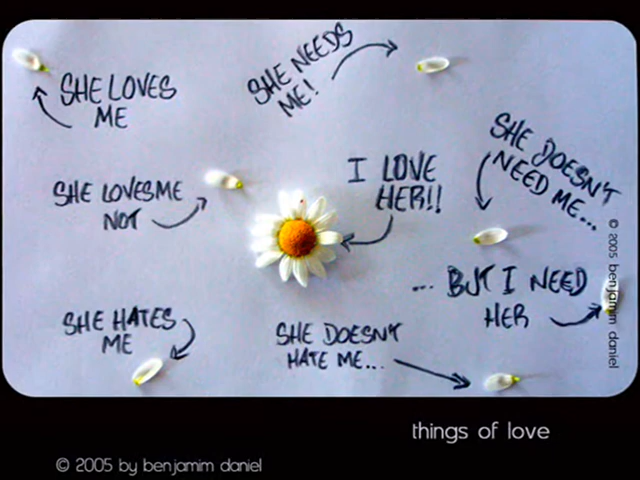 SHE LOVES
ME
SHE NEEDS
ME!
SHE DOESN'T
NEED ME...
I LOVE
HER!!
SHE LOVESME
NOT
... BUT I NEED
HER
SHE HATES
ME
SHE DOESN'T
HATE ME...
© 2005 benjamim daniel
things of love
© 2005 by benjamim daniel